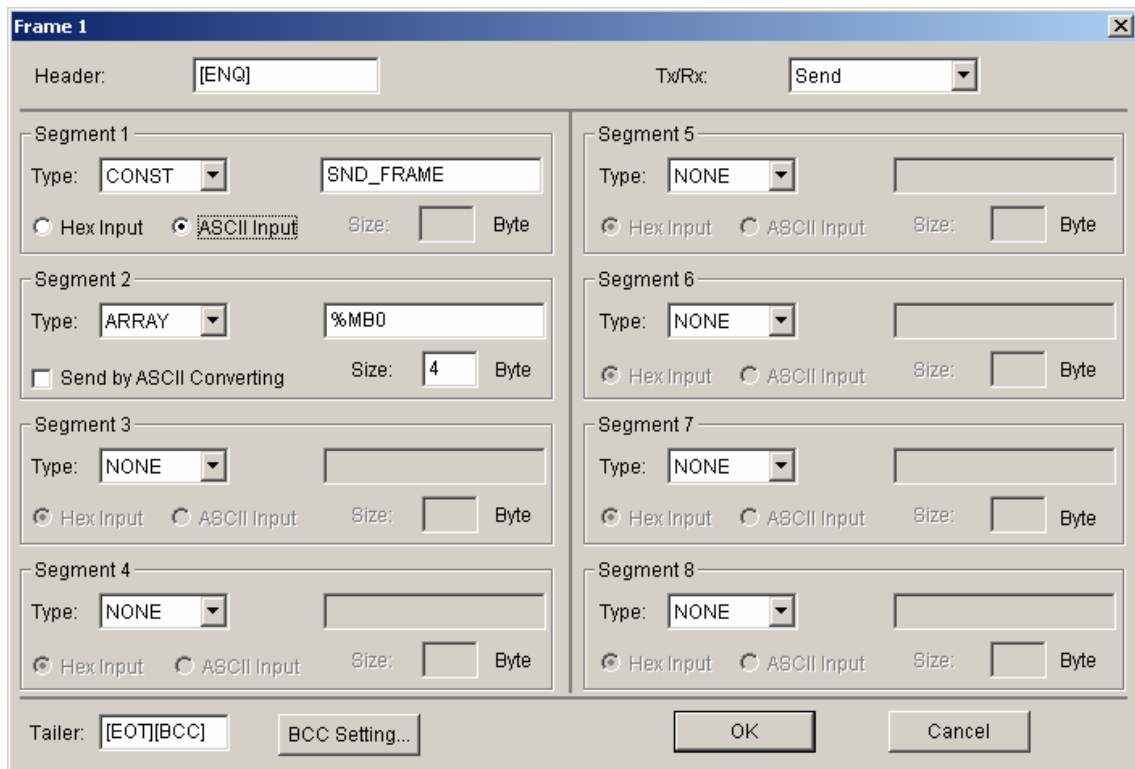 Frame 1
Header: [ENQ] Tx/Rx: Send
Segment 1
Type: CONST SND_FRAME
Hex Input ASCII Input Size: Byte
Segment 2
Type: ARRAY %MB0
Send by ASCII Converting Size: 4 Byte
Segment 3
Type: NONE
Hex Input ASCII Input Size: Byte
Segment 4
Type: NONE
Hex Input ASCII Input Size: Byte
Segment 5
Type: NONE
Hex Input ASCII Input Size: Byte
Segment 6
Type: NONE
Hex Input ASCII Input Size: Byte
Segment 7
Type: NONE
Hex Input ASCII Input Size: Byte
Segment 8
Type: NONE
Hex Input ASCII Input Size: Byte
Tailer: [EOT][BCC] BCC Setting... OK Cancel